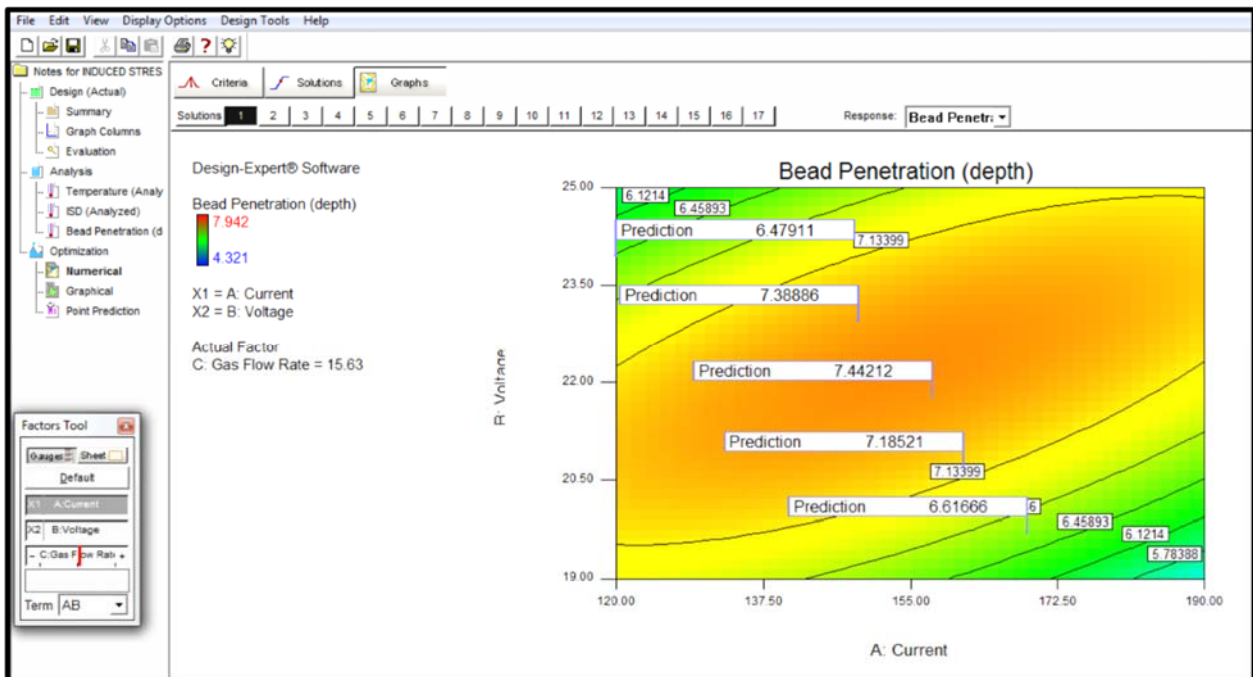 File Edit View Display Options Design Tools Help
Notes for INDUCED STRES
Design (Actual)
Summary
Graph Columns
Evaluation
Analysis
Temperature (Analy
ISD (Analyzed)
Bead Penetration (d
Optimization
Numerical
Graphical
Point Prediction
Criteria Solutions Graphs
Solutions 1 2 3 4 5 6 7 8 9 10 11 12 13 14 15 16 17 Response: Bead Penetr
Design-Expert® Software
Bead Penetration (depth)
7.942
4.321
X1 = A: Current
X2 = B: Voltage
Actual Factor
C: Gas Flow Rate = 15.63
Factors Tool
Gauges Sheet
Default
X1 A:Current
X2 B:Voltage
- C:Gas Flow Rate +
Term AB
Bead Penetration (depth)
25.00
23.50
22.00
20.50
19.00
B: Voltage
6.1214
6.45893
Prediction 6.47911
7.13399
Prediction 7.38886
Prediction 7.44212
Prediction 7.18521
7.13399
Prediction 6.61666
6
6.45893
6.1214
5.78388
120.00 137.50 155.00 172.50 190.00
A: Current